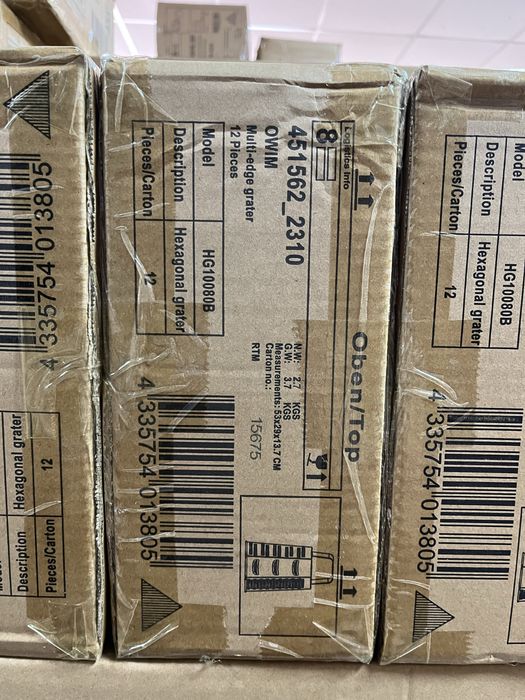 Oben/Top
Logistics Info
8
451562_2310
OWIM
Multi-edge grater
12 Pieces
N.W: 2.7 KGS
G.W: 3.7 KGS
Measurements: 53x29x13.7 CM
Carton no.: 15675
RTM
Model HG10080B
Description Hexagonal grater
Pieces/Carton 12
4 335754 013805
4 335754 013805
Description Hexagonal grater
Pieces/Carton 12
Model HG10080B
Description Hexagonal grater
Pieces/Carton 12
4 335754 013805